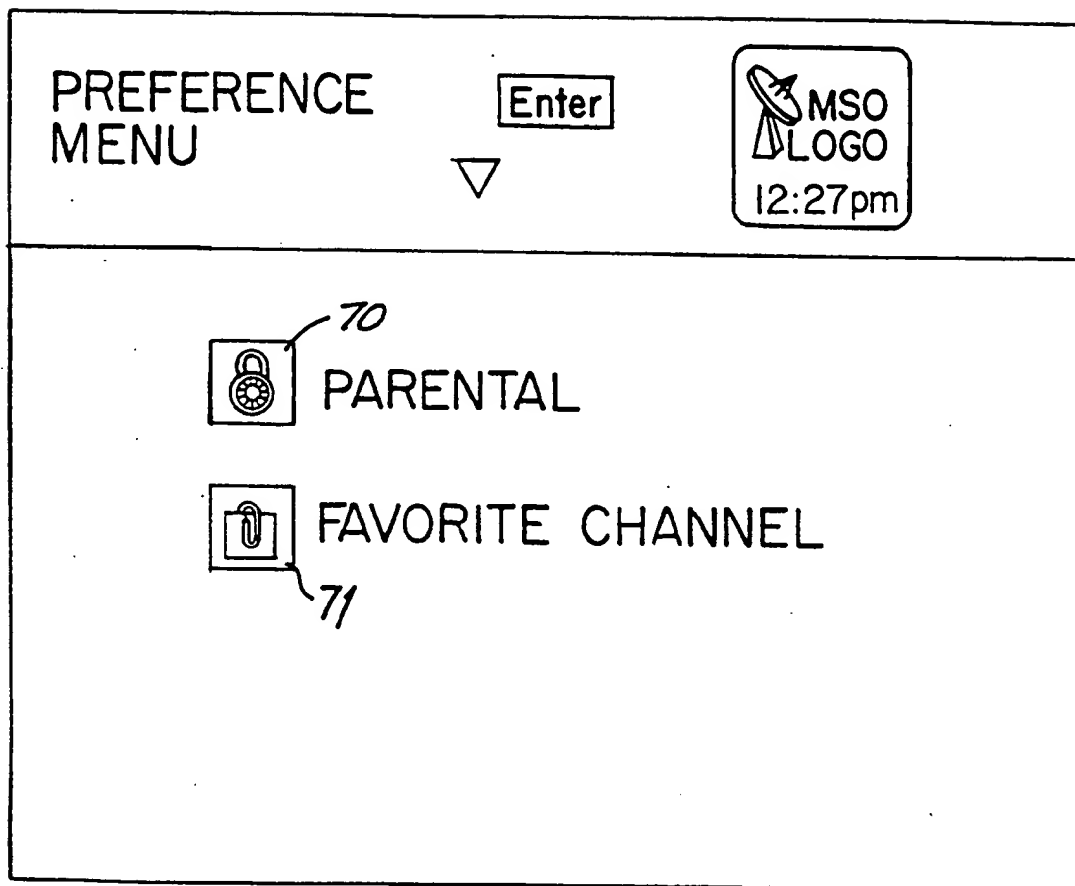 PREFERENCE
MENU
Enter
MSO
LOGO
12:27pm
70
PARENTAL
FAVORITE CHANNEL
71